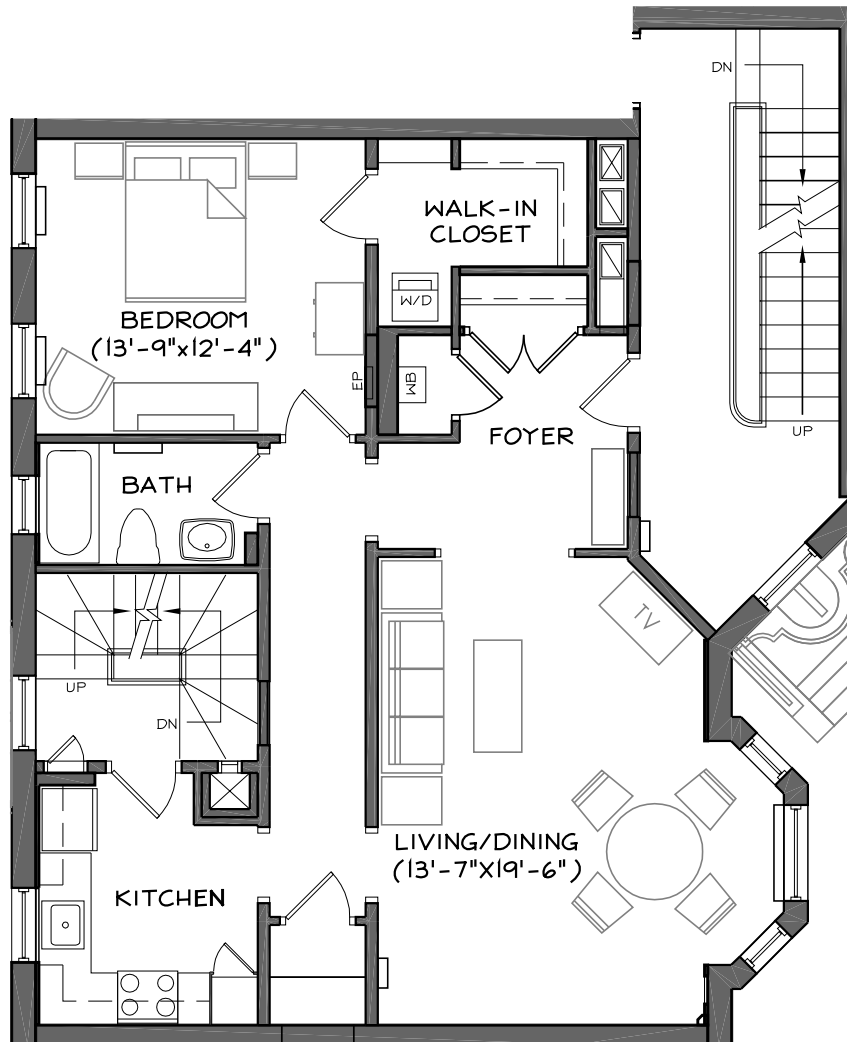 DN
WALK-IN
CLOSET
W/D
BEDROOM
(13'-9"x12'-4")
EP
WB
FOYER
UP
BATH
TV
UP
DN
LIVING/DINING
(13'-7"X19'-6")
KITCHEN